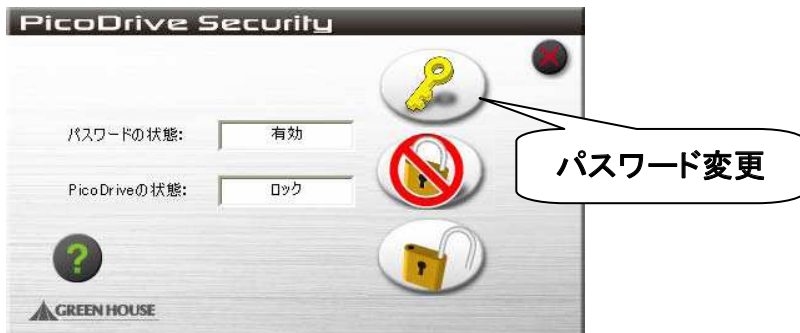 PicoDrive Security
パスワードの状態: 有効
パスワード変更
PicoDriveの状態: ロック
?
GREEN HOUSE